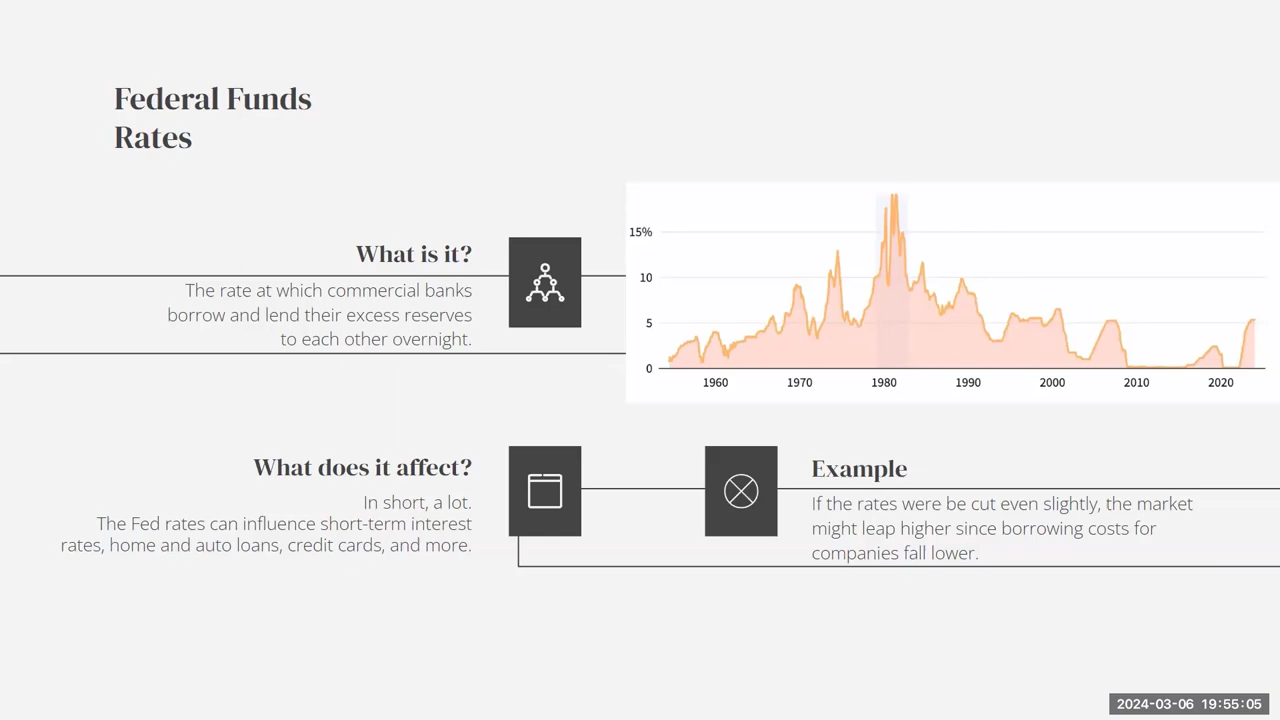 Federal Funds
Rates
What is it?
The rate at which commercial banks
borrow and lend their excess reserves
to each other overnight.
15%
10
5
0
1960 1970 1980 1990 2000 2010 2020
What does it affect?
In short, a lot.
The Fed rates can influence short-term interest
rates, home and auto loans, credit cards, and more.
Example
If the rates were be cut even slightly, the market
might leap higher since borrowing costs for
companies fall lower.
2024-03-06 19:55:05